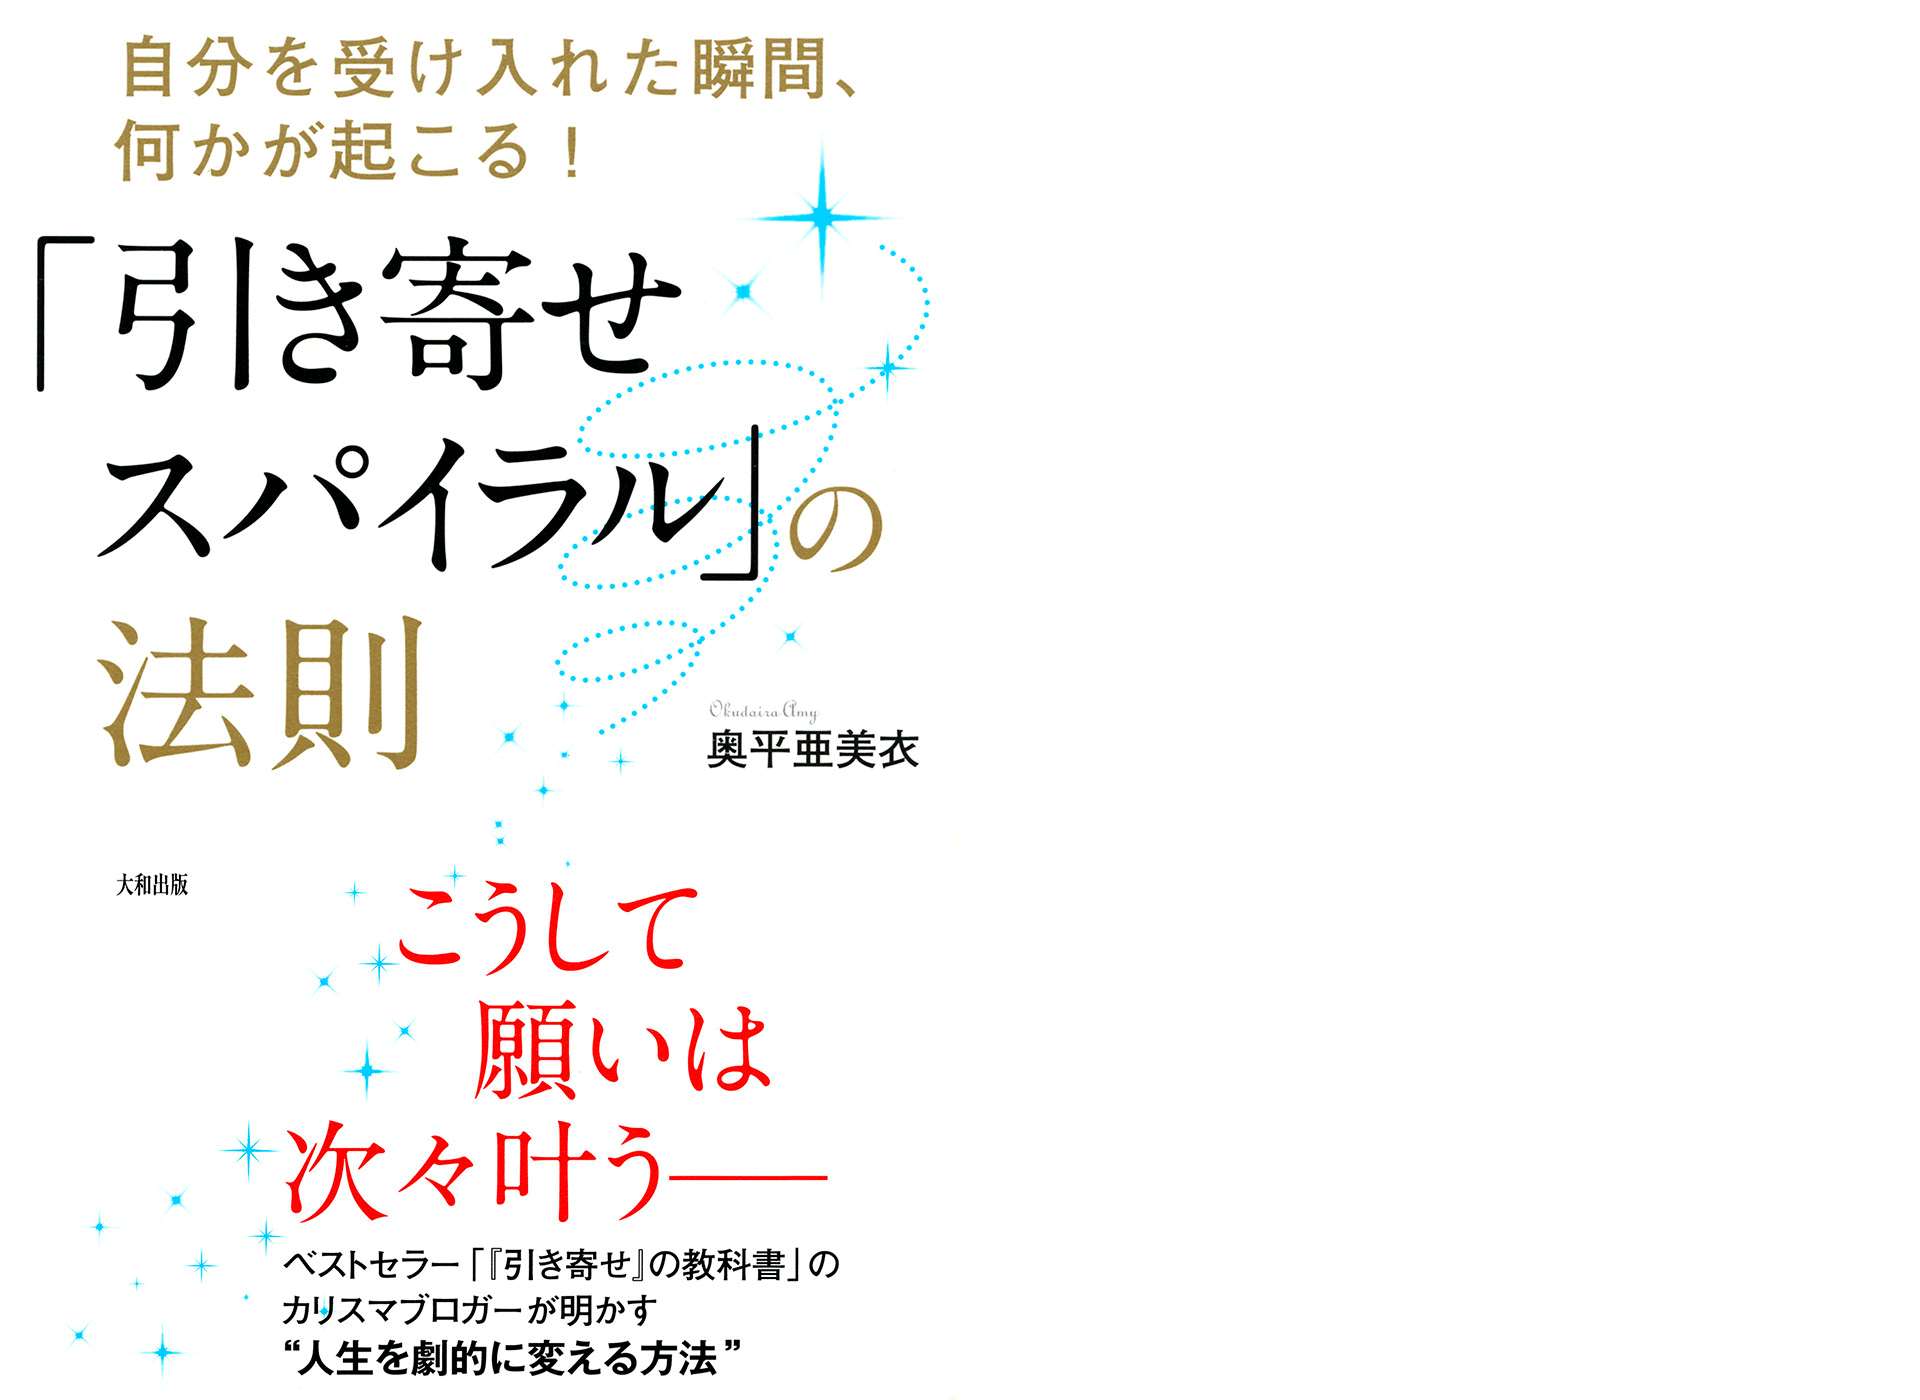 自分を受け入れた瞬間、
何かが起こる！
「引き寄せ
スパイラル」の
法則
Okudaira Amy
奥平亜美衣
大和出版
こうして
願いは
次々叶う――
ベストセラー「『引き寄せ』の教科書」の
カリスマブロガーが明かす
“人生を劇的に変える方法”